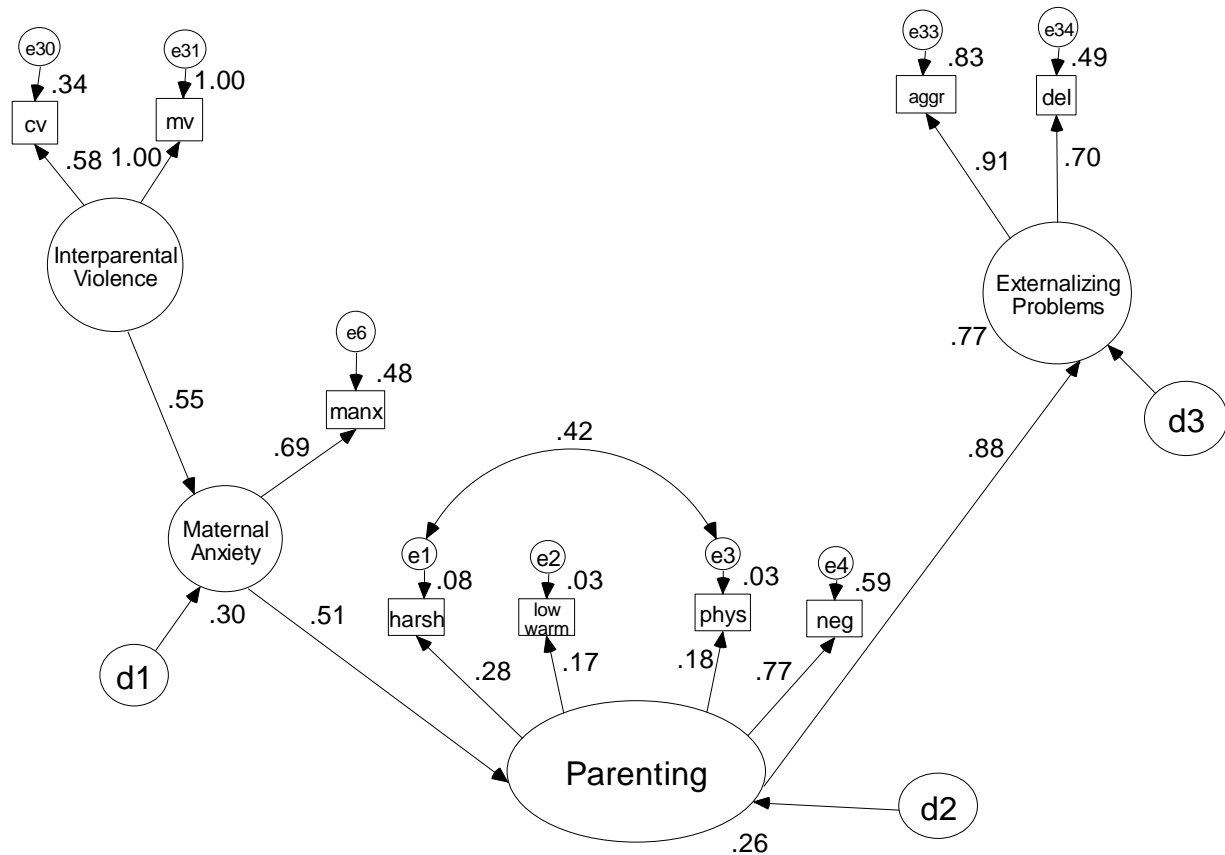 e30
e31
e33
e34
.34
1.00
.83
.49
cv
mv
aggr
del
.58
1.00
.91
.70
Interparental
Violence
Externalizing
Problems
.77
e6
.48
manx
.55
.69
.42
.88
d3
Maternal
Anxiety
e1
e2
e3
e4
.08
.03
.03
.59
harsh
low
warm
phys
neg
.30
.51
.28
.17
.18
.77
d1
Parenting
d2
.26